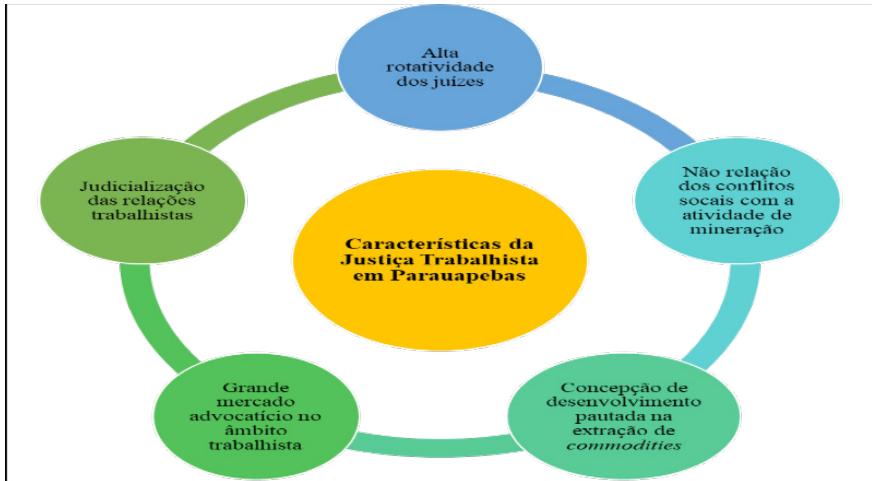 Alta
rotatividade
dos juízes
Não relação
dos conflitos
socais com a
atividade de
mineração
Concepção de
desenvolvimento
pautada na
extração de
commodities
Grande
mercado
advocatício no
âmbito
trabalhista
Judicialização
das relações
trabalhistas
Características da
Justiça Trabalhista
em Parauapebas